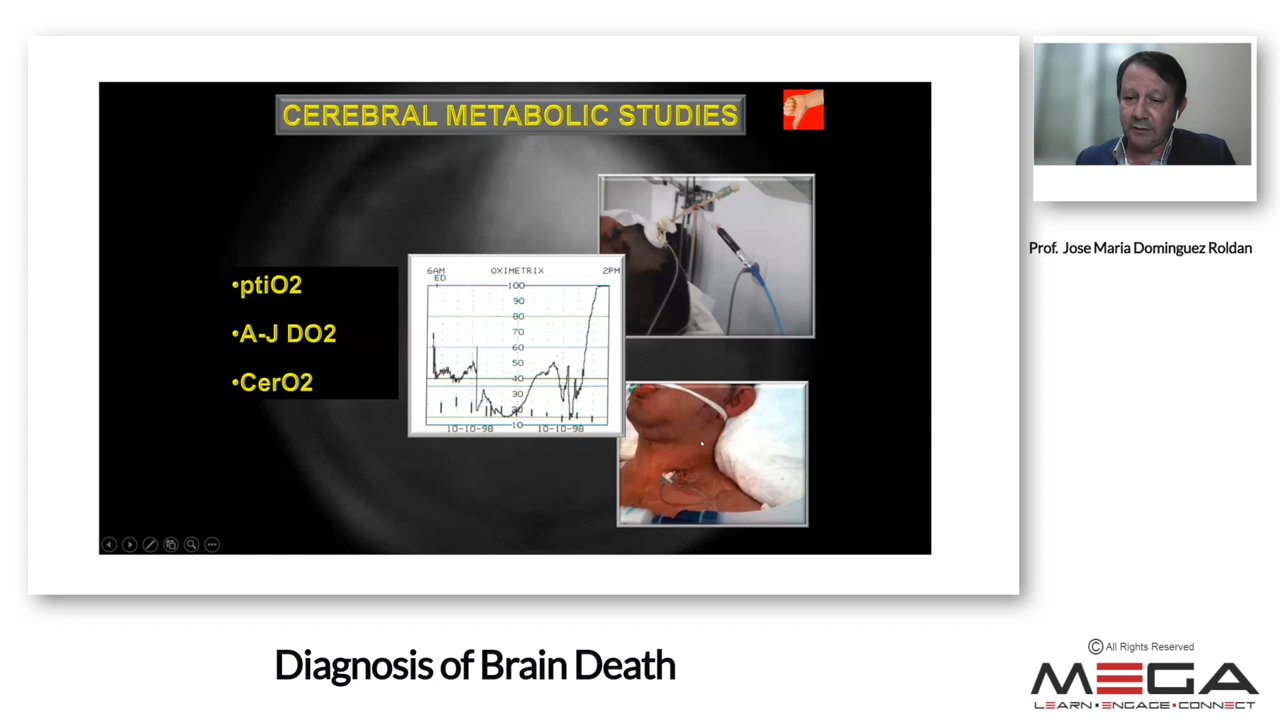 CEREBRAL METABOLIC STUDIES
•ptiO2
•A-J DO2
•CerO2
6AM OXIMETRIX 2PM
ED
100
90
80
70
60
50
40
30
20
10
10-10-98 10-10-98
Prof. Jose Maria Dominguez Roldan
Diagnosis of Brain Death
© All Rights Reserved
MEGA
LEARN • ENGAGE • CONNECT